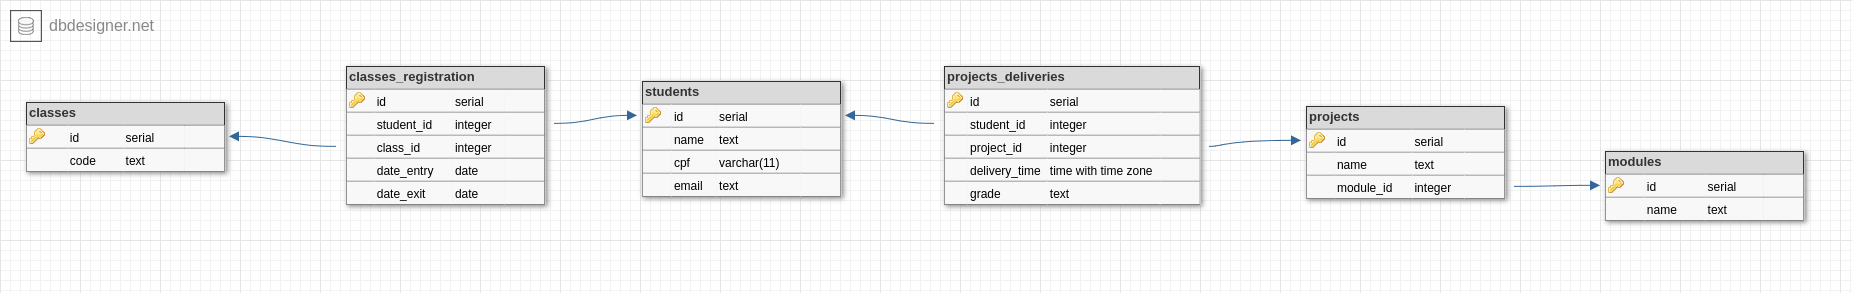 dbdesigner.net
classes
id serial
code text
classes_registration
id serial
student_id integer
class_id integer
date_entry date
date_exit date
students
id serial
name text
cpf varchar(11)
email text
projects_deliveries
id serial
student_id integer
project_id integer
delivery_time time with time zone
grade text
projects
id serial
name text
module_id integer
modules
id serial
name text